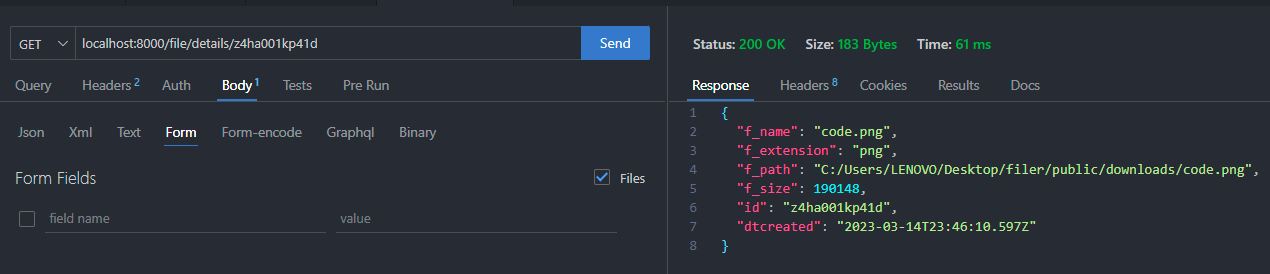 GET localhost:8000/file/details/z4ha001kp41d Send
Query Headers 2 Auth Body 1 Tests Pre Run
Json Xml Text Form Form-encode Graphql Binary
Form Fields Files
field name value
Status: 200 OK Size: 183 Bytes Time: 61 ms
Response Headers 8 Cookies Results Docs
1 {
2 "f_name": "code.png",
3 "f_extension": "png",
4 "f_path": "C:/Users/LENOVO/Desktop/filer/public/downloads/code.png",
5 "f_size": 190148,
6 "id": "z4ha001kp41d",
7 "dtcreated": "2023-03-14T23:46:10.597Z"
8 }